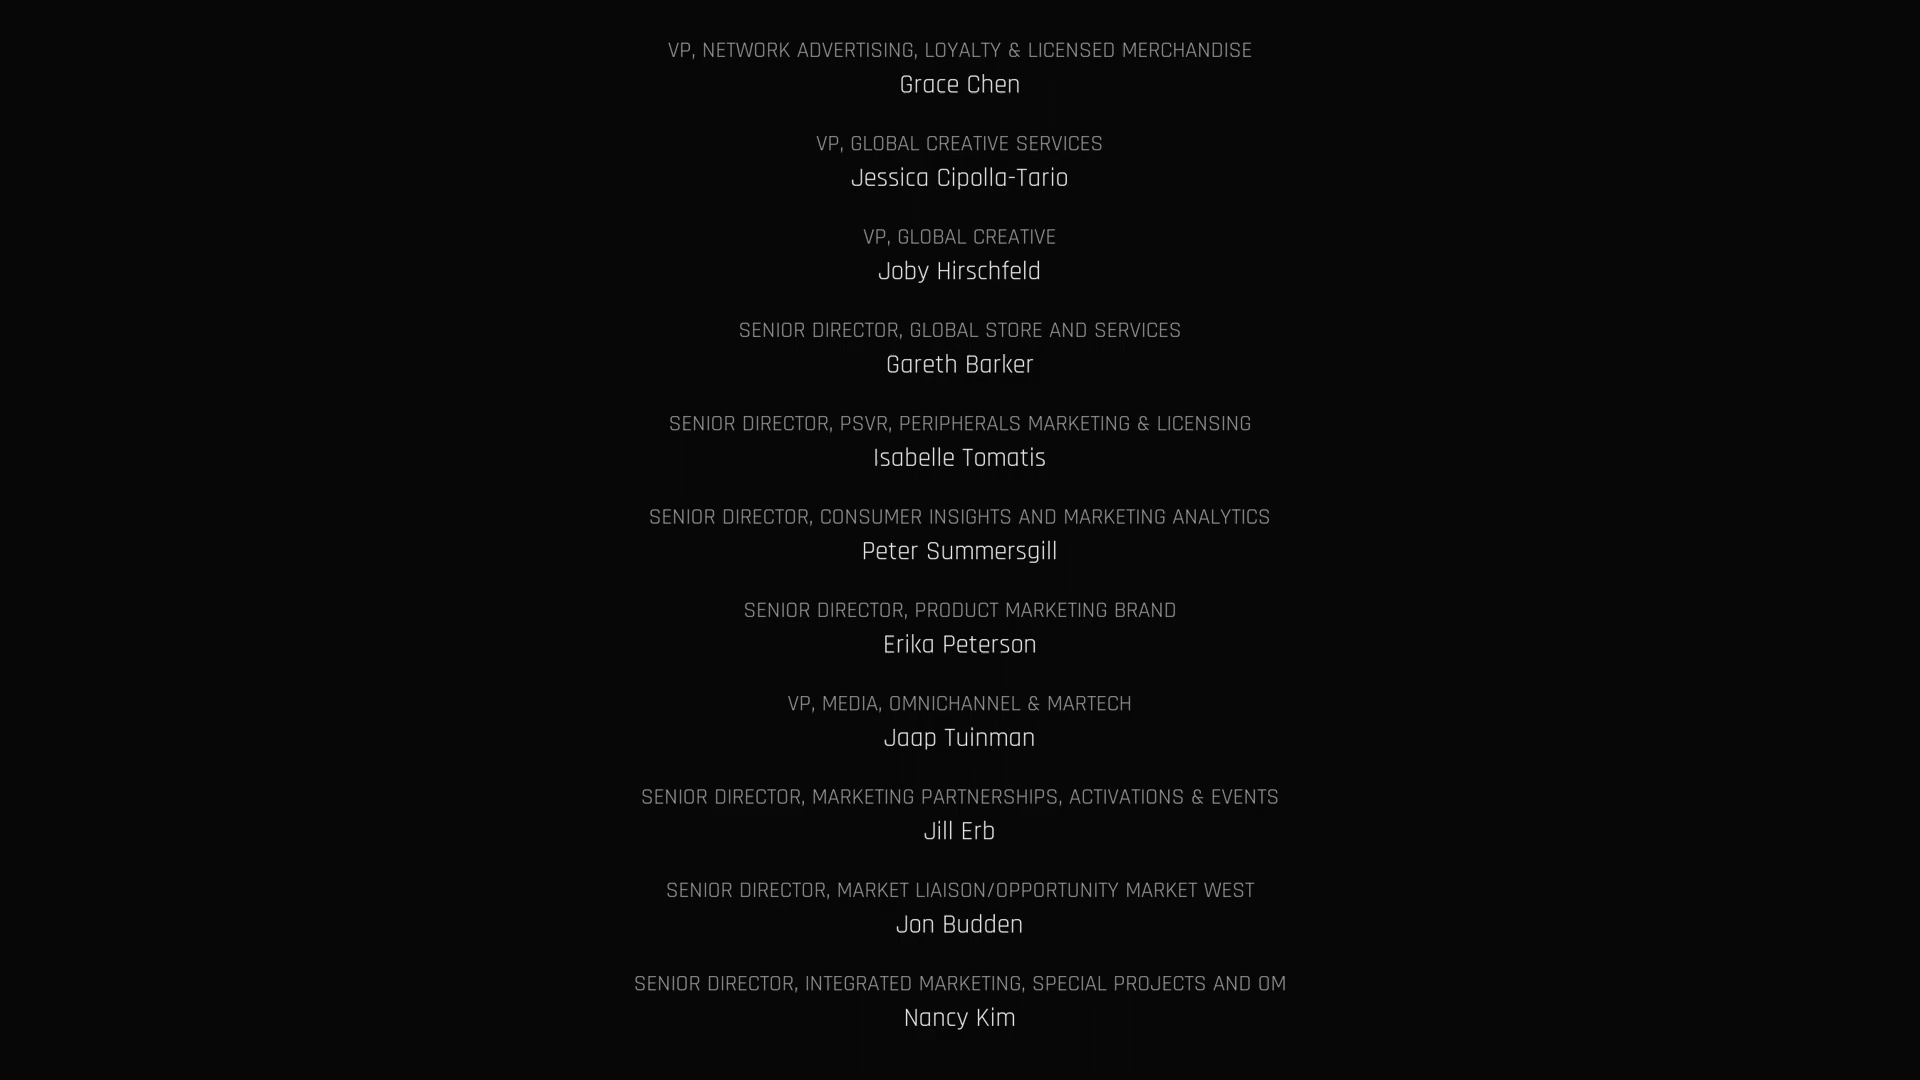 VP, NETWORK ADVERTISING, LOYALTY & LICENSED MERCHANDISE
Grace Chen
VP, GLOBAL CREATIVE SERVICES
Jessica Cipolla-Tario
VP, GLOBAL CREATIVE
Joby Hirschfeld
SENIOR DIRECTOR, GLOBAL STORE AND SERVICES
Gareth Barker
SENIOR DIRECTOR, PSVR, PERIPHERALS MARKETING & LICENSING
Isabelle Tomatis
SENIOR DIRECTOR, CONSUMER INSIGHTS AND MARKETING ANALYTICS
Peter Summersgill
SENIOR DIRECTOR, PRODUCT MARKETING BRAND
Erika Peterson
VP, MEDIA, OMNICHANNEL & MARTECH
Jaap Tuinman
SENIOR DIRECTOR, MARKETING PARTNERSHIPS, ACTIVATIONS & EVENTS
Jill Erb
SENIOR DIRECTOR, MARKET LIAISON/OPPORTUNITY MARKET WEST
Jon Budden
SENIOR DIRECTOR, INTEGRATED MARKETING, SPECIAL PROJECTS AND OM
Nancy Kim